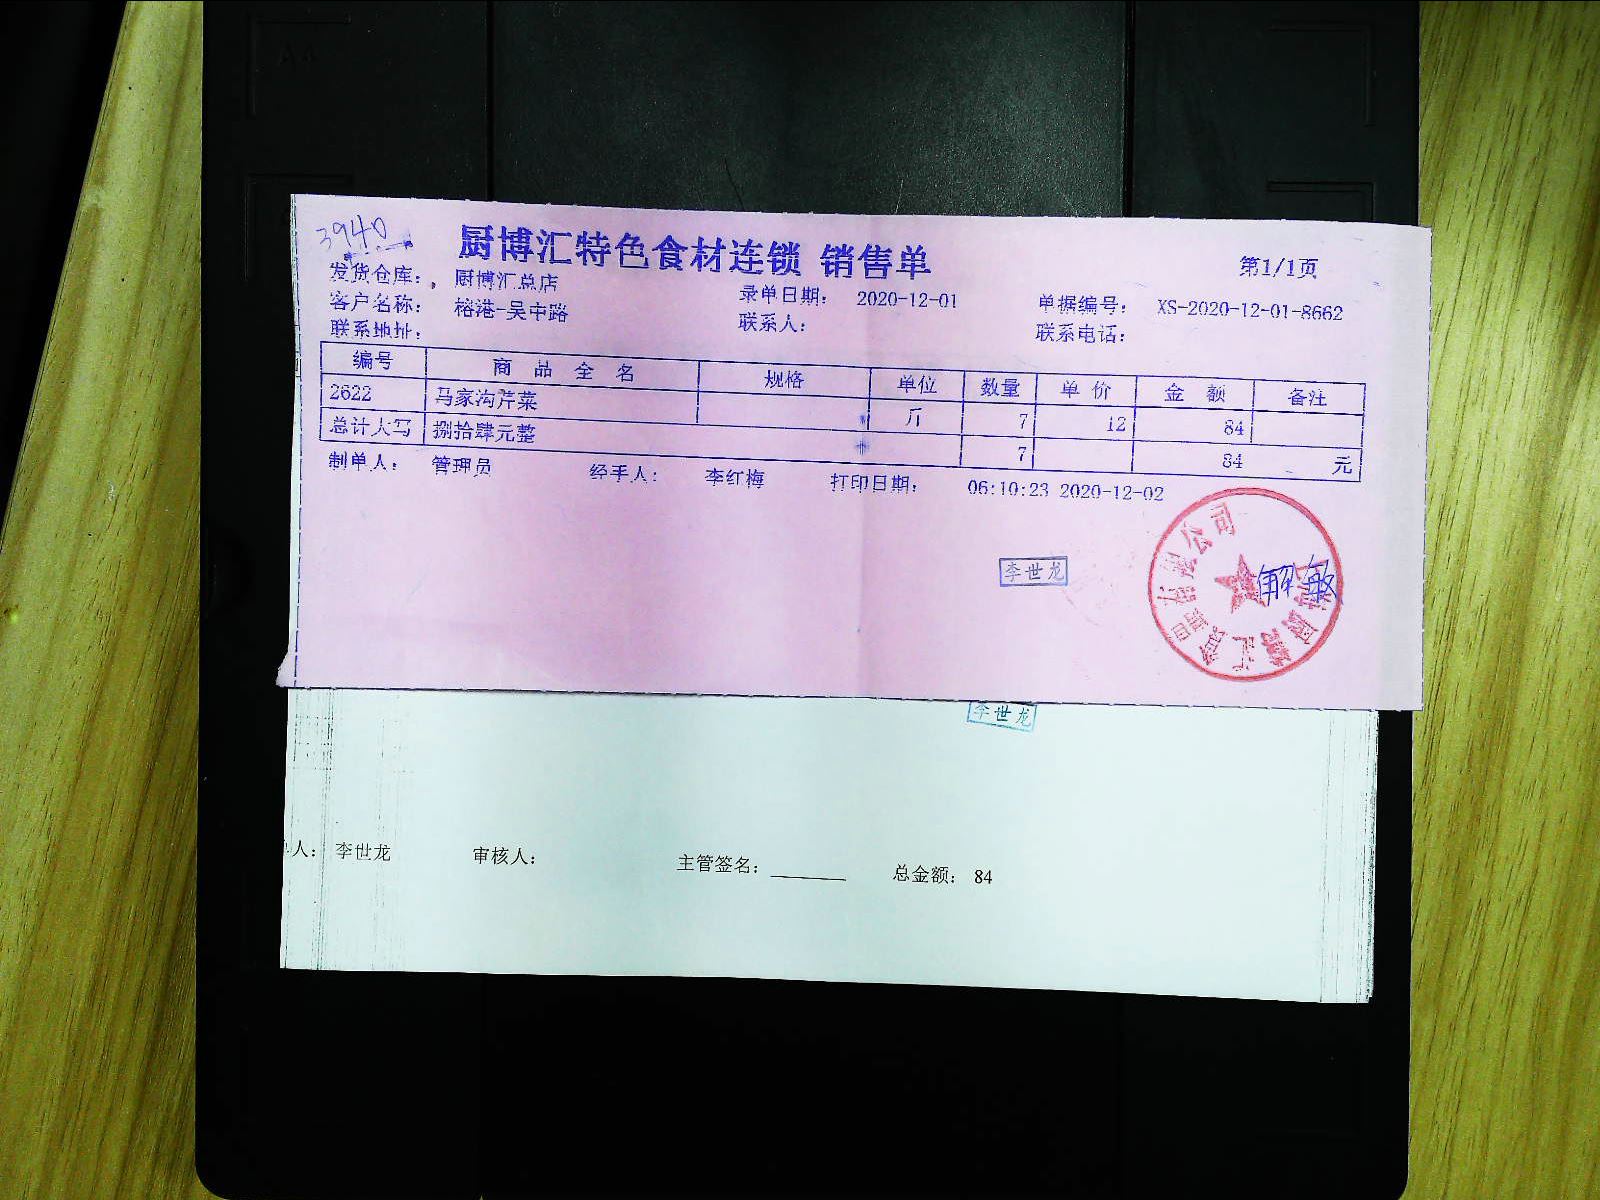 3940
厨博汇特色食材连锁 销售单
第1/1页
发货仓库： 厨博汇总店 录单日期： 2020-12-01 单据编号： XS-2020-12-01-8662
客户名称： 榕港-吴中路 联系人： 联系电话：
联系地址：
编号 商品全名 规格 单位 数量 单价 金额 备注
2622 马家沟芹菜 斤 7 12 84
总计大写 捌拾肆元整 7 84 元
制单人： 管理员 经手人： 李红梅 打印日期： 06:10:23 2020-12-02
李世龙
解敏
有限公司
李世龙
人： 李世龙 审核人： 主管签名： 总金额： 84